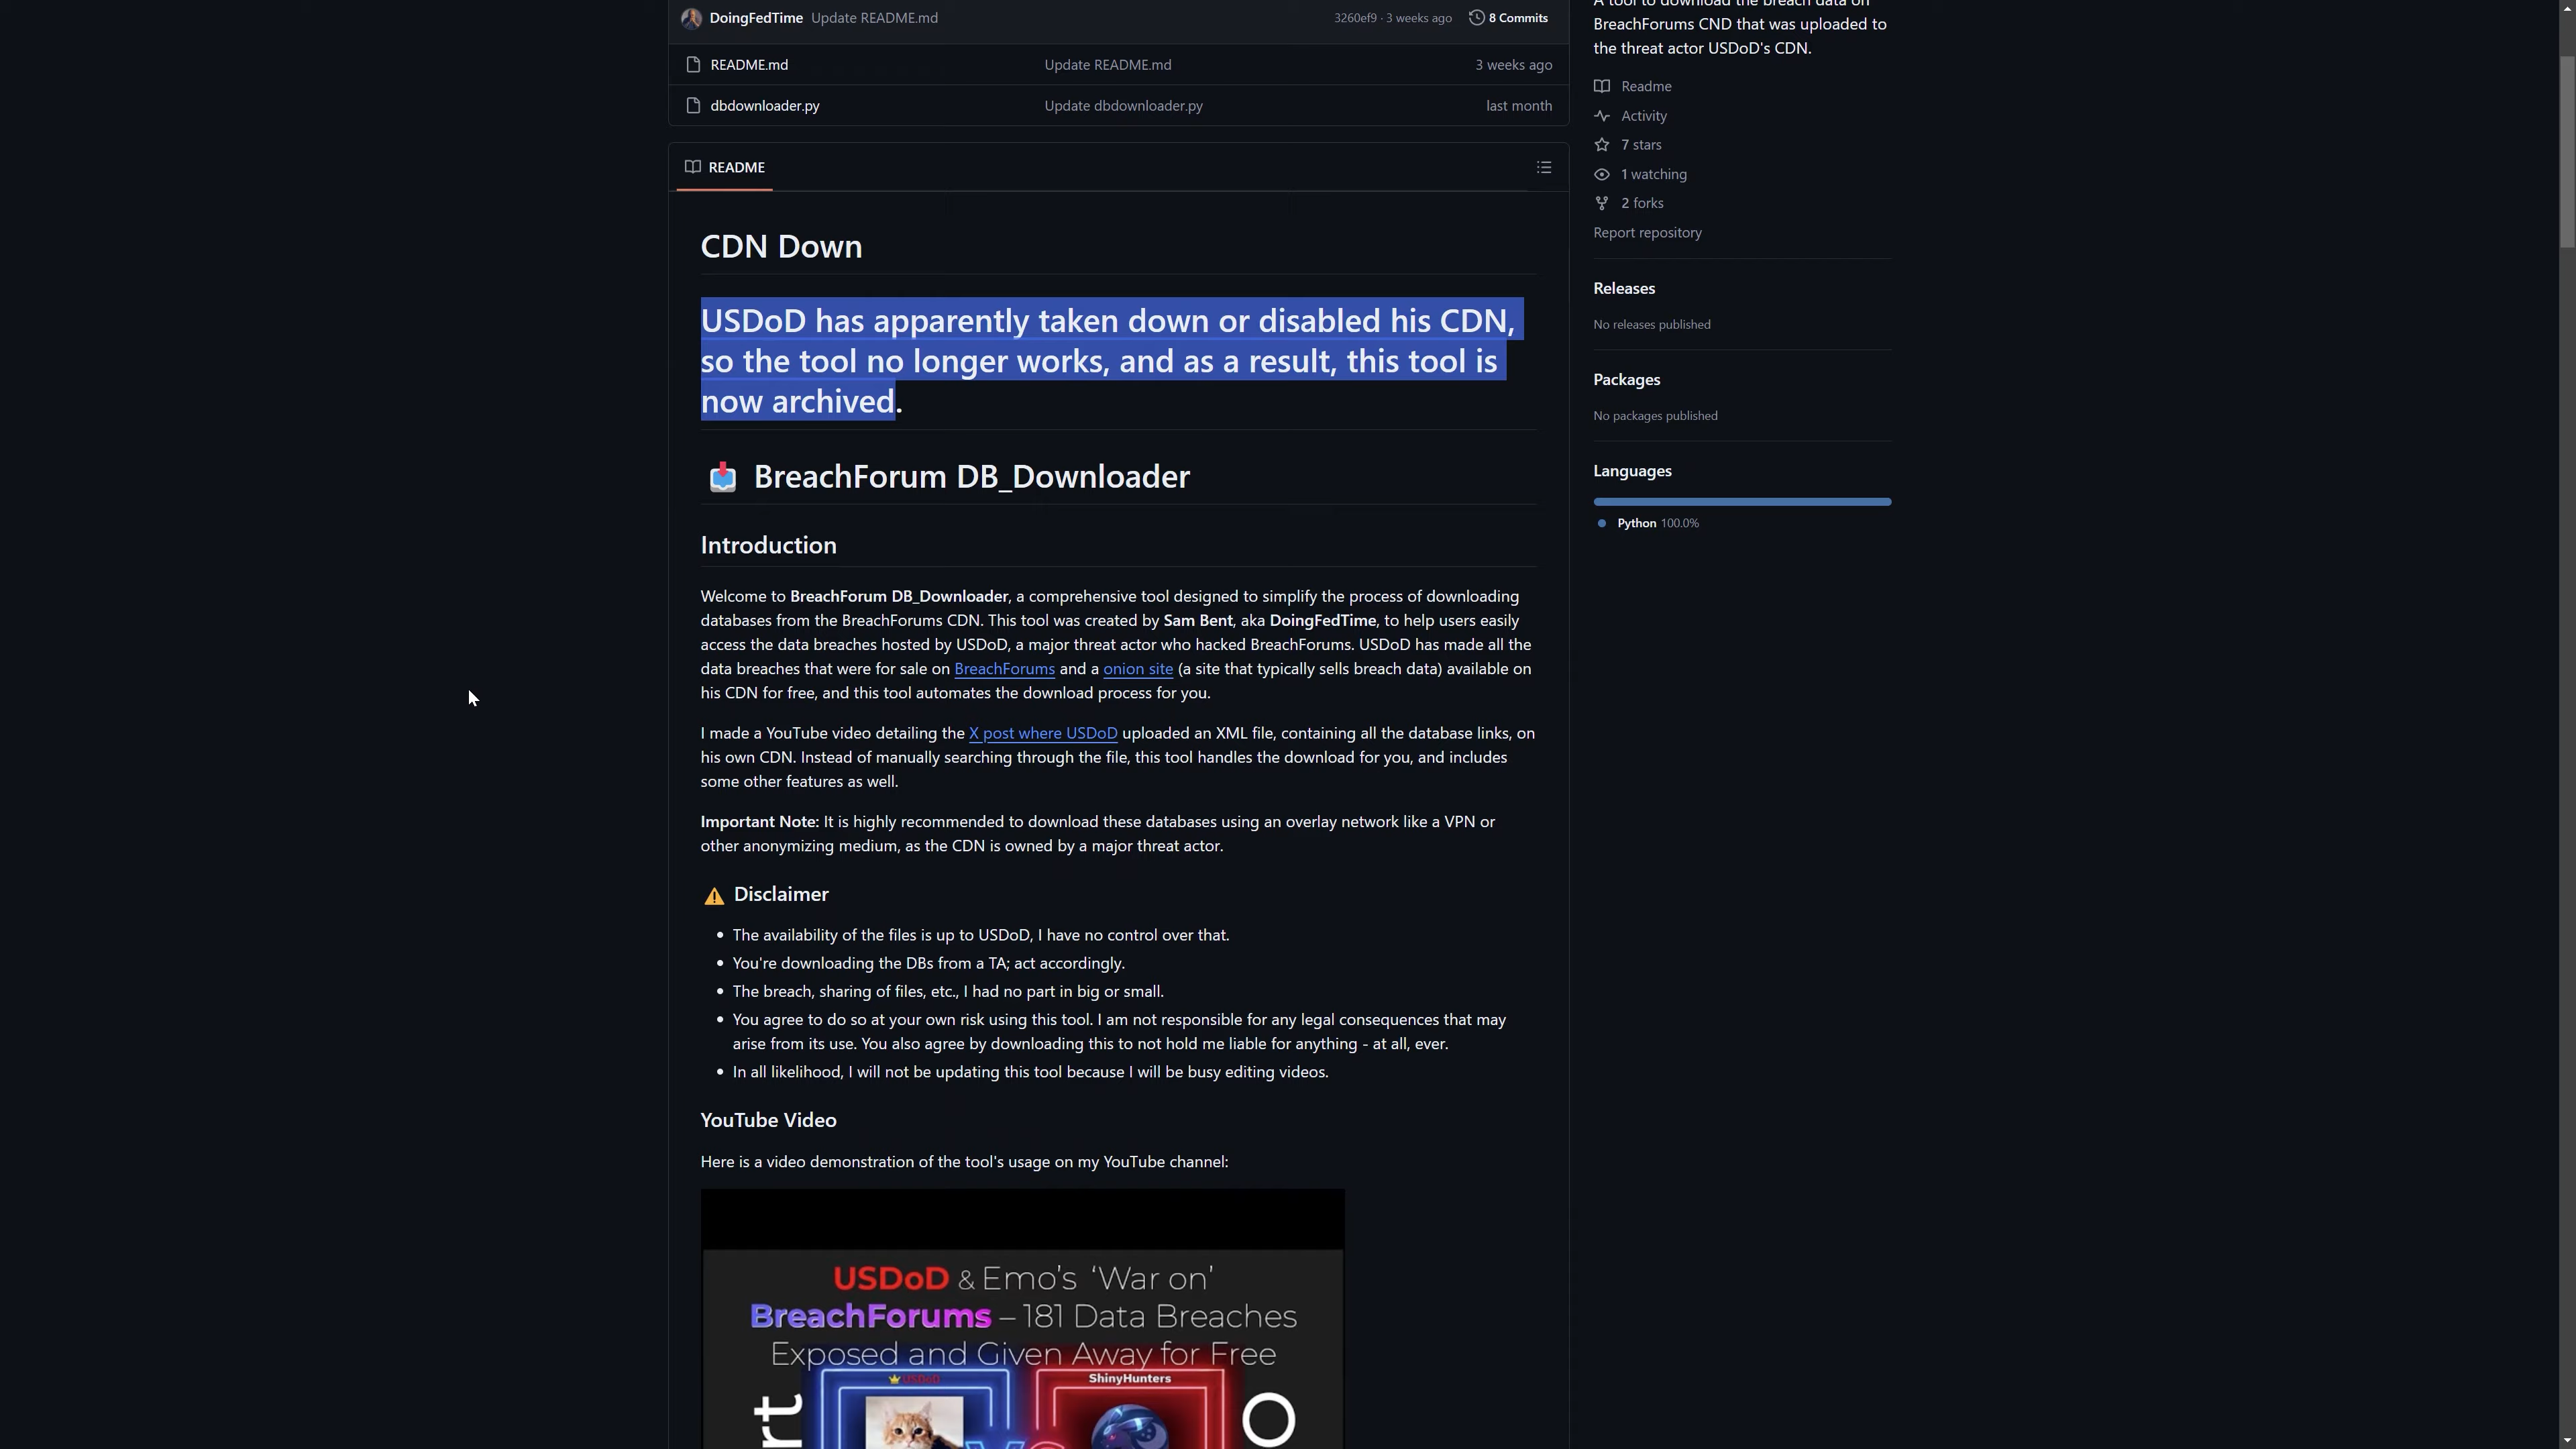 DoingFedTime Update README.md 3260ef9 · 3 weeks ago 8 Commits
README.md Update README.md 3 weeks ago
dbdownloader.py Update dbdownloader.py last month
README
CDN Down
USDoD has apparently taken down or disabled his CDN,
so the tool no longer works, and as a result, this tool is
now archived.
BreachForum DB_Downloader
Introduction
Welcome to BreachForum DB_Downloader, a comprehensive tool designed to simplify the process of downloading
databases from the BreachForums CDN. This tool was created by Sam Bent, aka DoingFedTime, to help users easily
access the data breaches hosted by USDoD, a major threat actor who hacked BreachForums. USDoD has made all the
data breaches that were for sale on BreachForums and a onion site (a site that typically sells breach data) available on
his CDN for free, and this tool automates the download process for you.
I made a YouTube video detailing the X post where USDoD uploaded an XML file, containing all the database links, on
his own CDN. Instead of manually searching through the file, this tool handles the download for you, and includes
some other features as well.
Important Note: It is highly recommended to download these databases using an overlay network like a VPN or
other anonymizing medium, as the CDN is owned by a major threat actor.
Disclaimer
• The availability of the files is up to USDoD, I have no control over that.
• You're downloading the DBs from a TA; act accordingly.
• The breach, sharing of files, etc., I had no part in big or small.
• You agree to do so at your own risk using this tool. I am not responsible for any legal consequences that may
arise from its use. You also agree by downloading this to not hold me liable for anything - at all, ever.
• In all likelihood, I will not be updating this tool because I will be busy editing videos.
YouTube Video
Here is a video demonstration of the tool's usage on my YouTube channel:
USDoD & Emo's 'War on'
BreachForums – 181 Data Breaches
Exposed and Given Away for Free
USDoD
ShinyHunters
A tool to download the breach data on
BreachForums CND that was uploaded to
the threat actor USDoD's CDN.
Readme
Activity
7 stars
1 watching
2 forks
Report repository
Releases
No releases published
Packages
No packages published
Languages
Python 100.0%